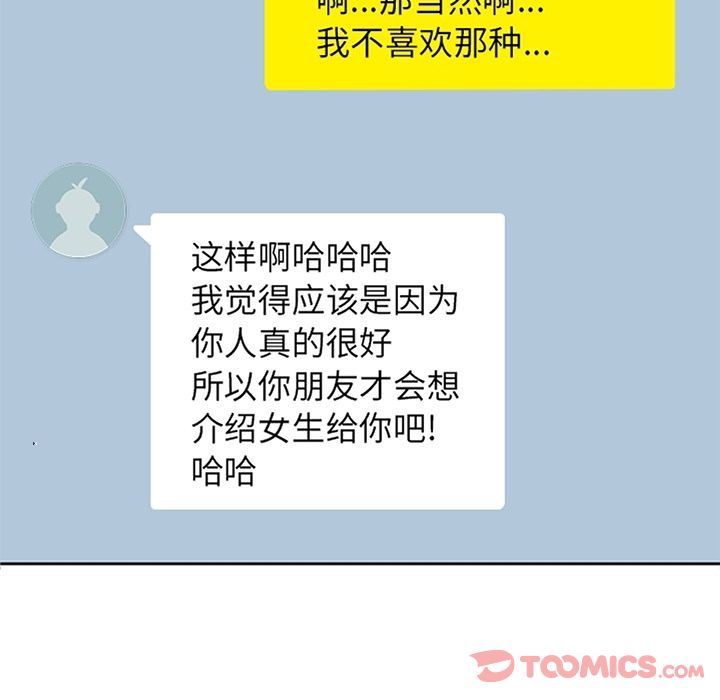 啊...那当然啊...
我不喜欢那种...
这样啊哈哈哈
我觉得应该是因为
你人真的很好
所以你朋友才会想
介绍女生给你吧!
哈哈
TOOMICS.COM